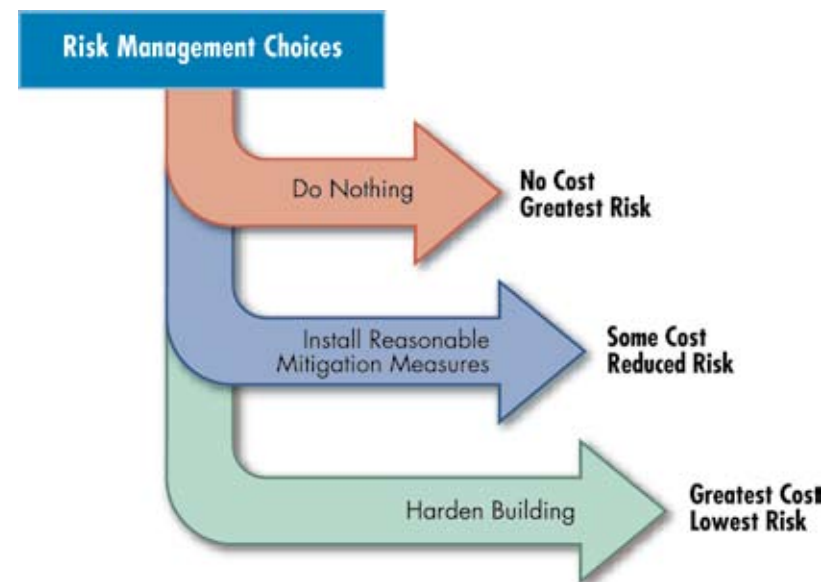 Risk Management Choices
Do Nothing
No Cost
Greatest Risk
Install Reasonable
Mitigation Measures
Some Cost
Reduced Risk
Harden Building
Greatest Cost
Lowest Risk